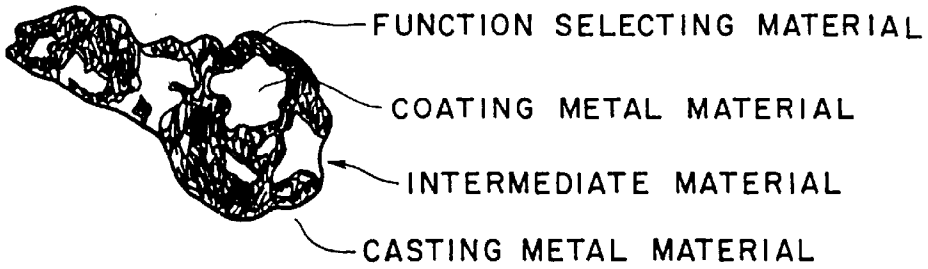 FUNCTION SELECTING MATERIAL
COATING METAL MATERIAL
INTERMEDIATE MATERIAL
CASTING METAL MATERIAL